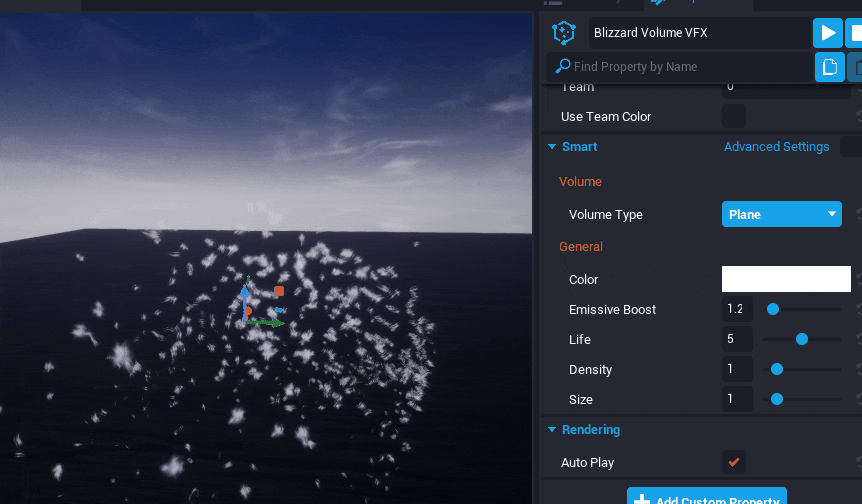 Blizzard Volume VFX
Find Property by Name
Team 0
Use Team Color
Smart Advanced Settings
Volume
Volume Type Plane
General
Color
Emissive Boost 1.2
Life 5
Density 1
Size 1
Rendering
Auto Play
Add Custom Property